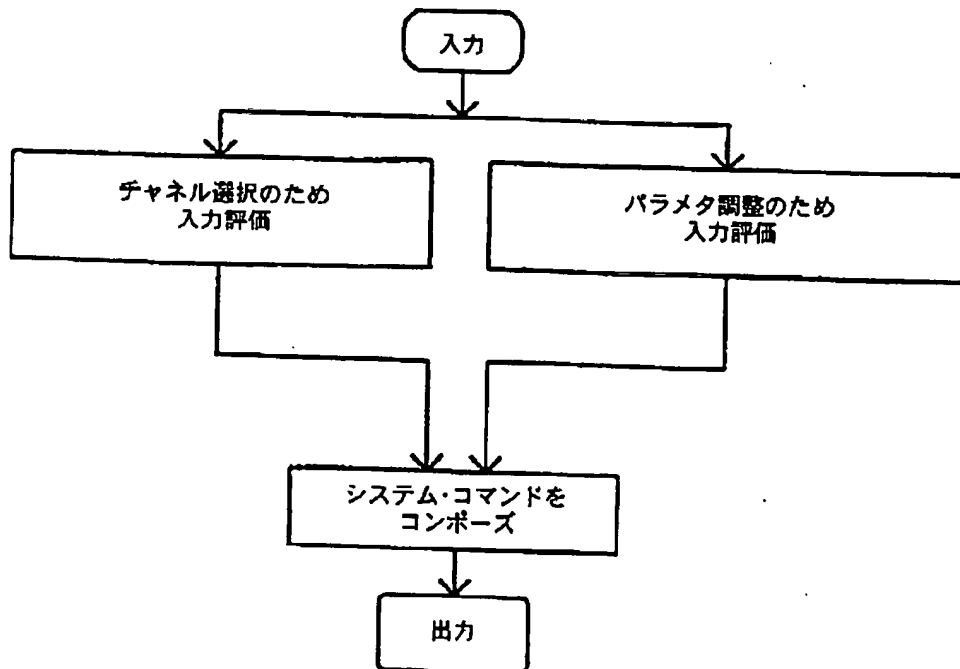 入力
チャネル選択のため
入力評価
パラメタ調整のため
入力評価
システム・コマンドを
コンポーズ
出力